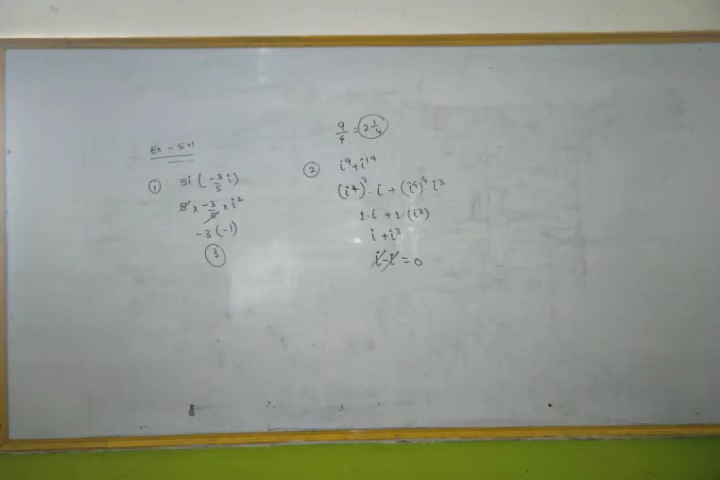 ex - 5.1
① 5i (-3/5 i)
5 x -3/5 x i²
-3(-1)
3
9/4 = 2 1/4
② i⁹+i¹⁹
(i⁴)² · i + (i⁴)⁴ i³
1·i + 1·(i³)
i + i³
i - i = 0